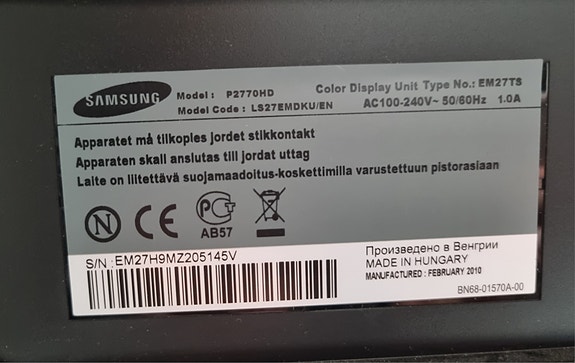 SAMSUNG
Model : P2770HD
Color Display Unit Type No.: EM27TS
Model Code : LS27EMDKU/EN
AC100-240V~ 50/60Hz 1.0A
Apparatet må tilkoples jordet stikkontakt
Apparaten skall anslutas till jordat uttag
Laite on liitettävä suojamaadoitus-koskettimilla varustettuun pistorasiaan
N CE PCT
AB57
S/N : EM27H9MZ205145V
Произведено в Венгрии
MADE IN HUNGARY
MANUFACTURED : FEBRUARY 2010
BN68-01570A-00